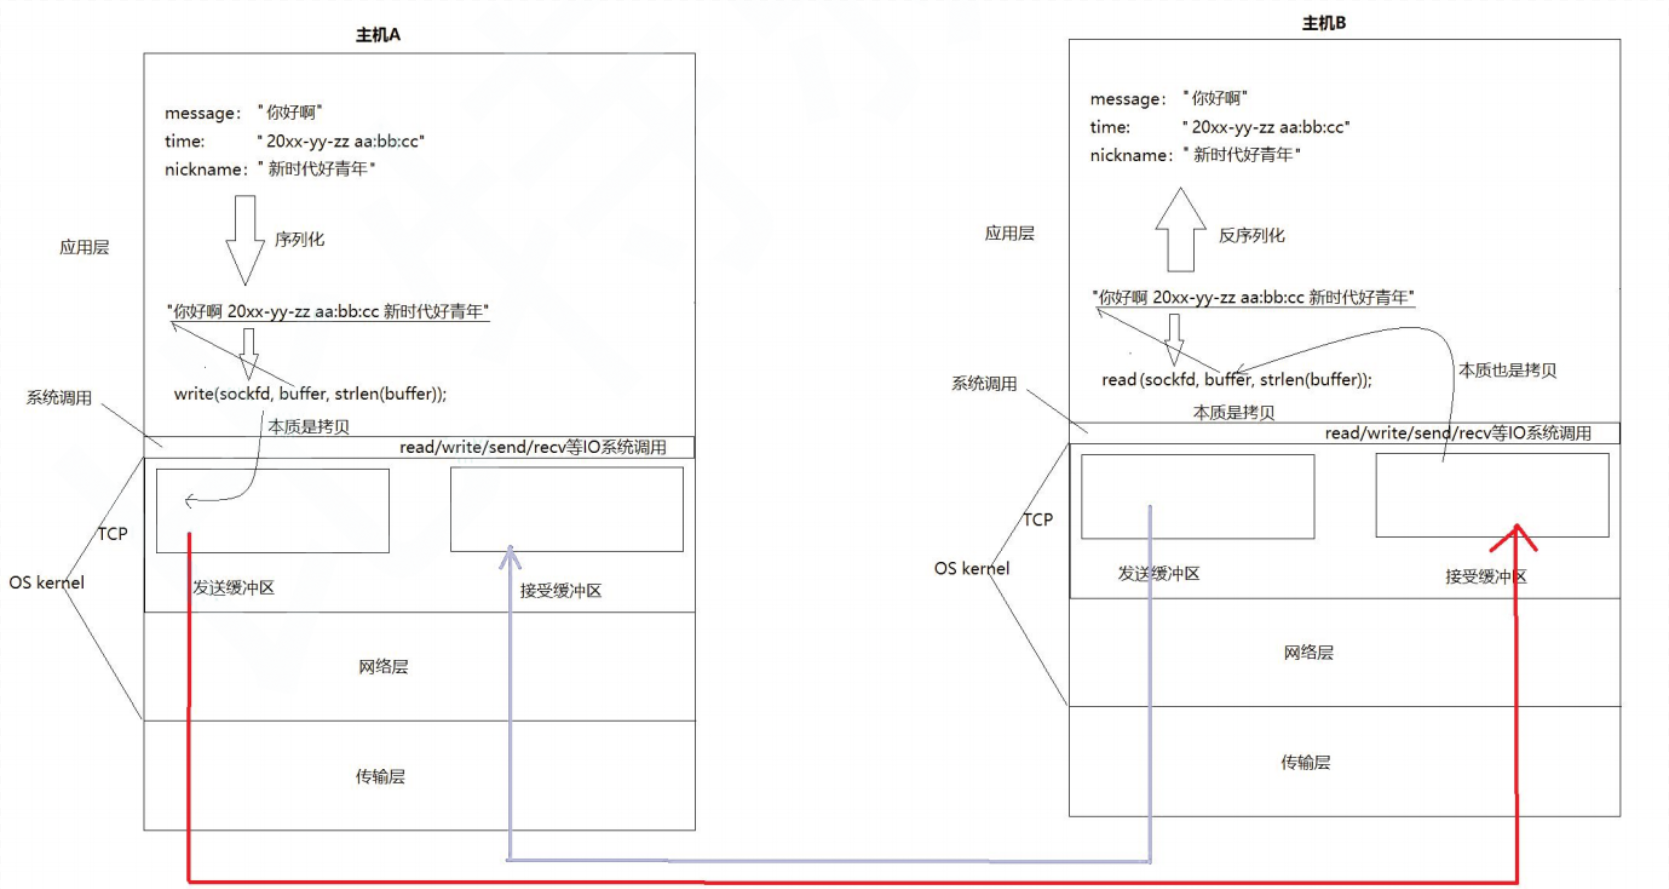 主机A
message： "你好啊"
time: "20xx-yy-zz aa:bb:cc"
nickname： "新时代好青年"
序列化
应用层
"你好啊 20xx-yy-zz aa:bb:cc 新时代好青年"
write(sockfd, buffer, strlen(buffer));
系统调用
本质是拷贝
read/write/send/recv等IO系统调用
TCP
OS kernel
发送缓冲区
接受缓冲区
网络层
传输层
主机B
message： "你好啊"
time: "20xx-yy-zz aa:bb:cc"
nickname： "新时代好青年"
反序列化
应用层
"你好啊 20xx-yy-zz aa:bb:cc 新时代好青年"
read (sockfd, buffer, strlen(buffer));
本质也是拷贝
系统调用
本质是拷贝
read/write/send/recv等IO系统调用
TCP
OS kernel
发送缓冲区
接受缓冲区
网络层
传输层